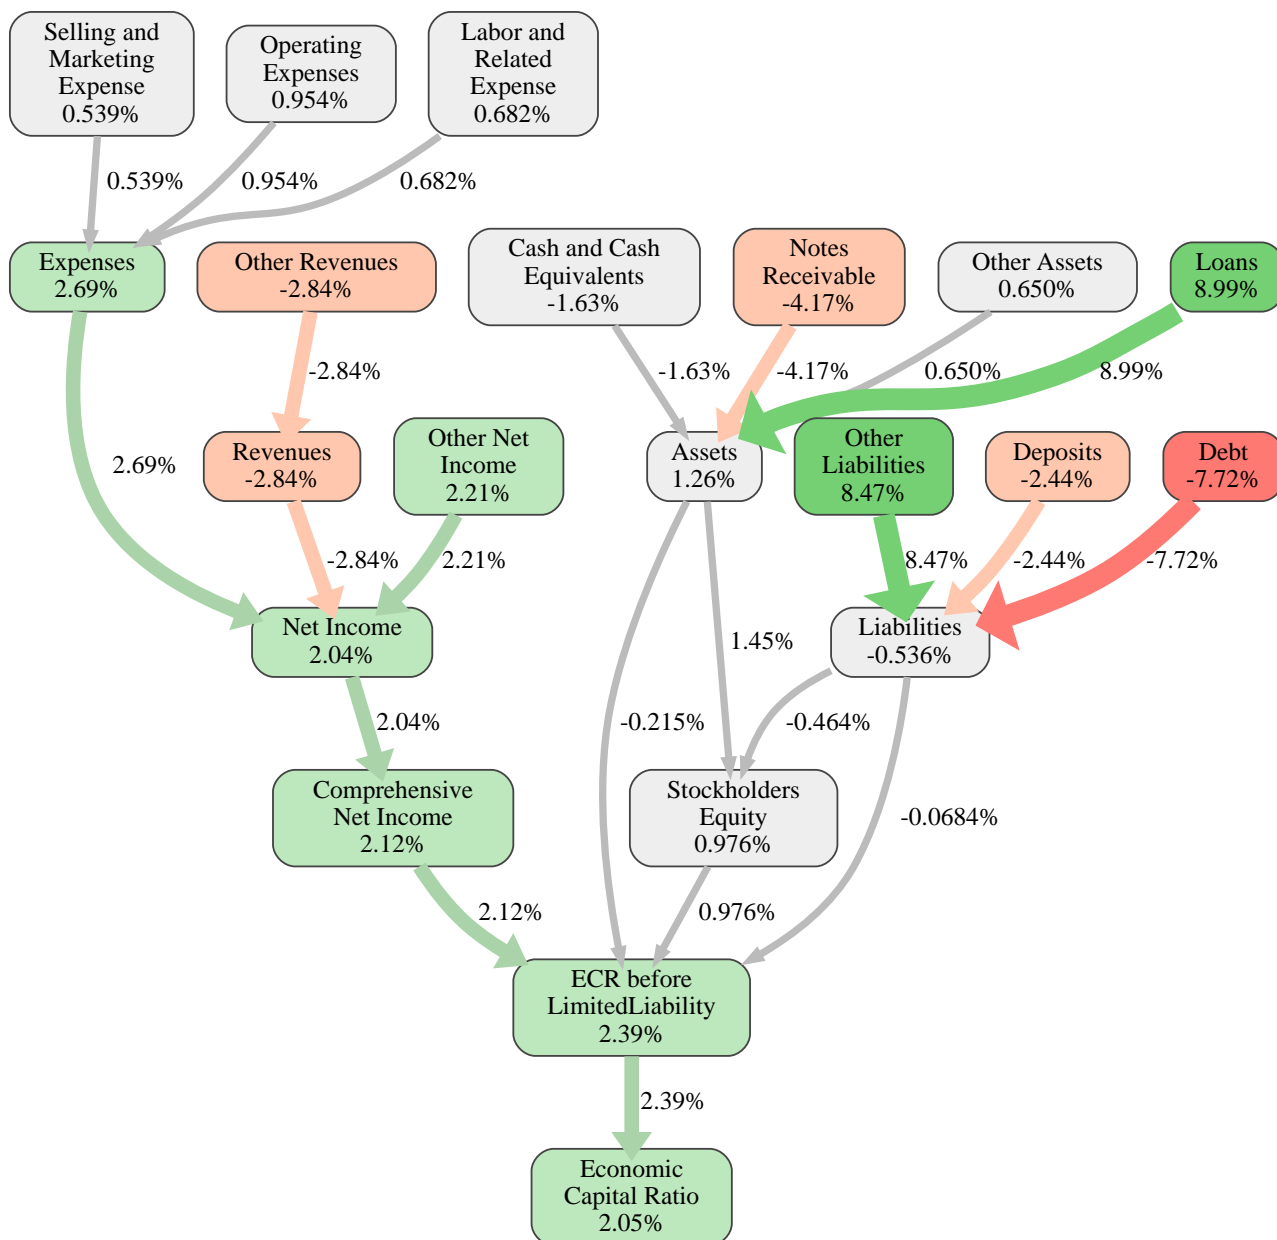 Selling and
Marketing
Expense
0.539%
Operating
Expenses
0.954%
Labor and
Related
Expense
0.682%
0.539%
0.954%
0.682%
Expenses
2.69%
Other Revenues
-2.84%
Cash and Cash
Equivalents
-1.63%
Notes
Receivable
-4.17%
Other Assets
0.650%
Loans
8.99%
-2.84%
-1.63%
-4.17%
0.650%
8.99%
2.69%
Revenues
-2.84%
Other Net
Income
2.21%
Assets
1.26%
Other
Liabilities
8.47%
Deposits
-2.44%
Debt
-7.72%
-2.84%
2.21%
8.47%
-2.44%
-7.72%
Net Income
2.04%
1.45%
Liabilities
-0.536%
2.04%
-0.215%
-0.464%
Comprehensive
Net Income
2.12%
Stockholders
Equity
0.976%
-0.0684%
2.12%
0.976%
ECR before
LimitedLiability
2.39%
2.39%
Economic
Capital Ratio
2.05%